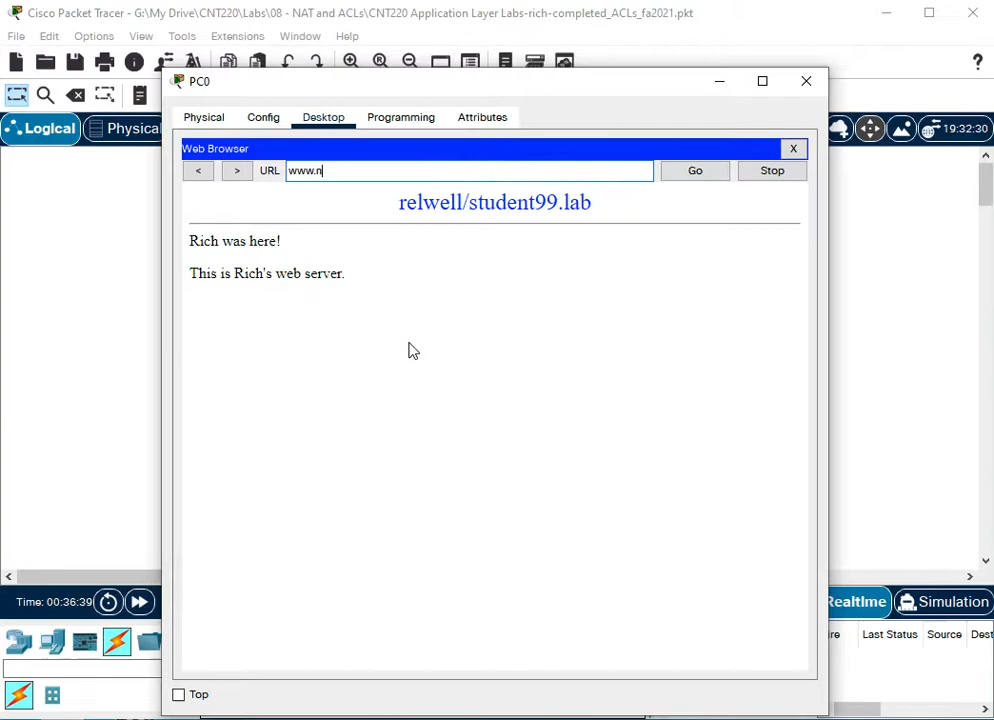 Cisco Packet Tracer - G:\My Drive\CNT220\Labs\08 - NAT and ACLs\CNT220 Application Layer Labs-rich-completed_ACLs_fa2021.pkt
File Edit Options View Tools Extensions Window Help
PC0
Logical Physical 19:32:30
Physical Config Desktop Programming Attributes
Web Browser X
< > URL www.n Go Stop
relwell/student99.lab
Rich was here!
This is Rich's web server.
Time: 00:36:39 Realtime Simulation
Last Status Source
Top